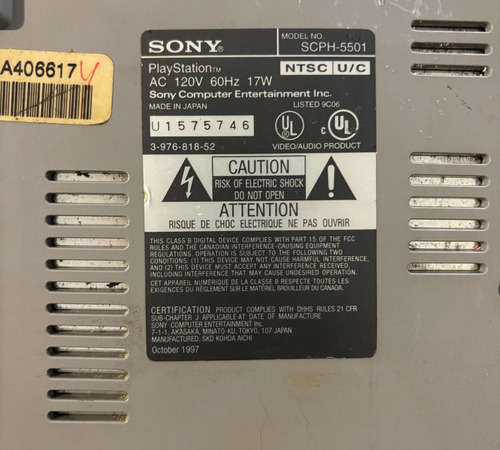 SONY®
MODEL NO.
SCPH-5501
PlayStation™
NTSC U/C
AC 120V 60Hz 17W
Sony Computer Entertainment Inc.
MADE IN JAPAN
LISTED 9C06
U1575746
UL
c UL
3-976-818-52
VIDEO/AUDIO PRODUCT
A406617
CAUTION
RISK OF ELECTRIC SHOCK
DO NOT OPEN
ATTENTION
RISQUE DE CHOC ELECTRIQUE NE PAS OUVRIR
THIS CLASS B DIGITAL DEVICE COMPLIES WITH PART 15 OF THE FCC
RULES AND THE CANADIAN INTERFERENCE-CAUSING EQUIPMENT
REGULATIONS. OPERATION IS SUBJECT TO THE FOLLOWING TWO
CONDITIONS: (1) THIS DEVICE MAY NOT CAUSE HARMFUL INTERFERENCE,
AND (2) THIS DEVICE MUST ACCEPT ANY INTERFERENCE RECEIVED,
INCLUDING INTERFERENCE THAT MAY CAUSE UNDESIRED OPERATION.
CET APPAREIL NUMÉRIQUE DE LA CLASSE B RESPECTE TOUTES LES
EXIGENCES DU RÈGLEMENT SUR LE MATÉRIEL BROUILLEUR DU CANADA.
CERTIFICATION PRODUCT COMPLIES WITH DHHS RULES 21 CFR
SUB-CHAPTER J APPLICABLE AT DATE OF MANUFACTURE.
SONY COMPUTER ENTERTAINMENT Inc.
7-1-1, AKASAKA, MINATO-KU, TOKYO, 107 JAPAN
MANUFACTURED: SKD KOHDA AICHI
October 1997